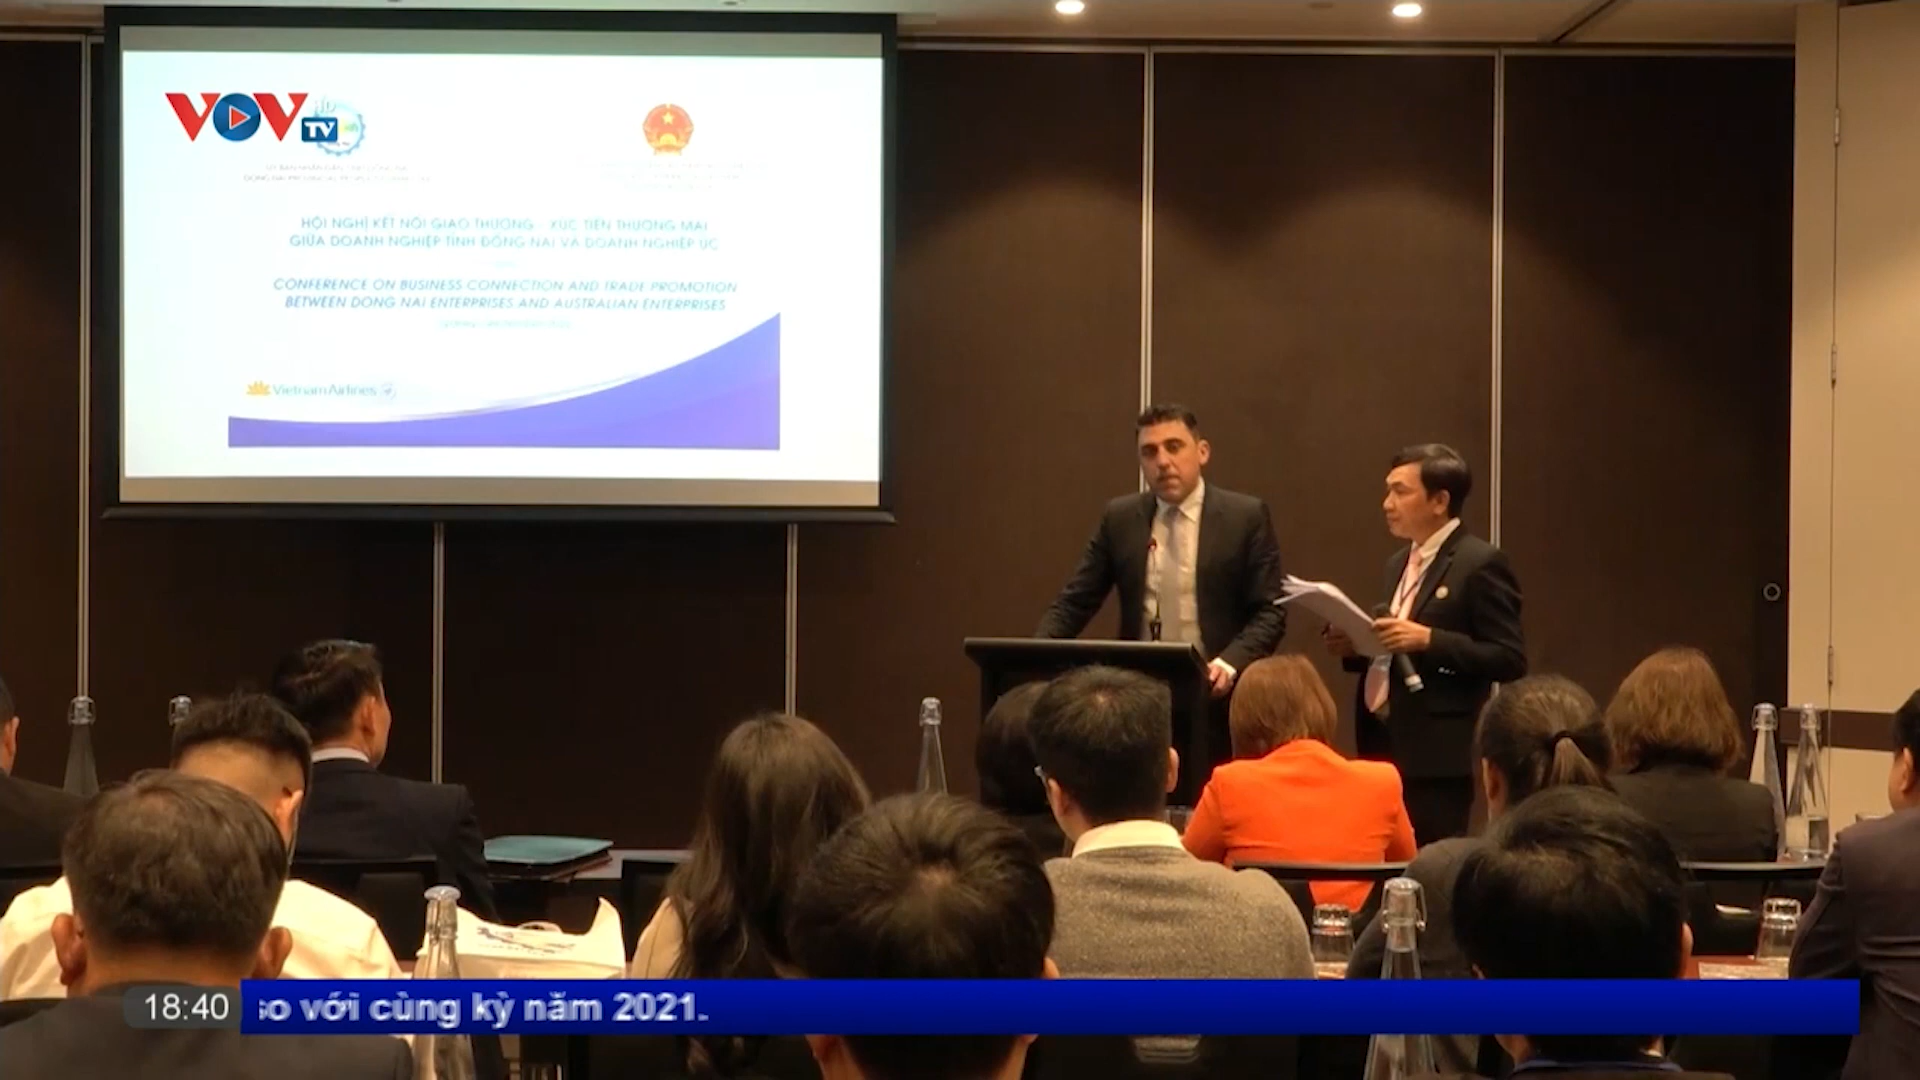 VOV
TV
HỘI NGHỊ KẾT NỐI GIAO THƯƠNG - XÚC TIẾN THƯƠNG MẠI
GIỮA DOANH NGHIỆP TỈNH ĐỒNG NAI VÀ DOANH NGHIỆP ÚC
CONFERENCE ON BUSINESS CONNECTION AND TRADE PROMOTION
BETWEEN DONG NAI ENTERPRISES AND AUSTRALIAN ENTERPRISES
Vietnam Airlines
18:40
so với cùng kỳ năm 2021.